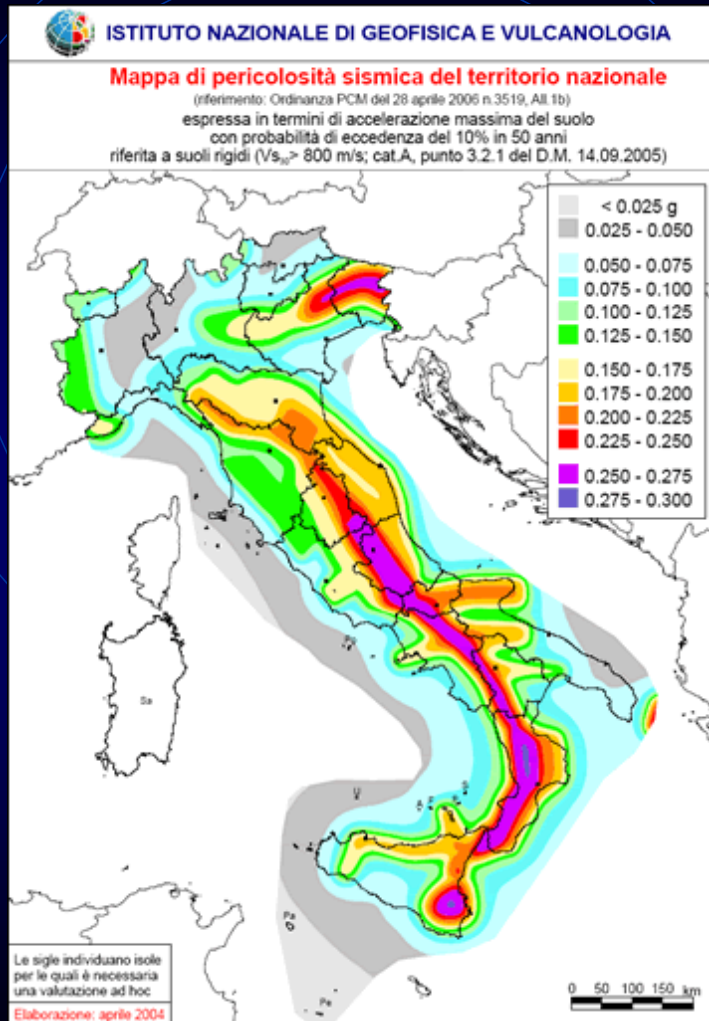 ISTITUTO NAZIONALE DI GEOFISICA E VULCANOLOGIA
Mappa di pericolosità sismica del territorio nazionale
(riferimento: Ordinanza PCM del 28 aprile 2006 n.3519, All.1b)
espressa in termini di accelerazione massima del suolo
con probabilità di eccedenza del 10% in 50 anni
riferita a suoli rigidi (Vs₃₀> 800 m/s; cat.A, punto 3.2.1 del D.M. 14.09.2005)
< 0.025 g
0.025 - 0.050
0.050 - 0.075
0.075 - 0.100
0.100 - 0.125
0.125 - 0.150
0.150 - 0.175
0.175 - 0.200
0.200 - 0.225
0.225 - 0.250
0.250 - 0.275
0.275 - 0.300
Sa
U
A
S
Pa
Pe
Le sigle individuano isole
per le quali è necessaria
una valutazione ad hoc
Elaborazione: aprile 2004
0 50 100 150 km